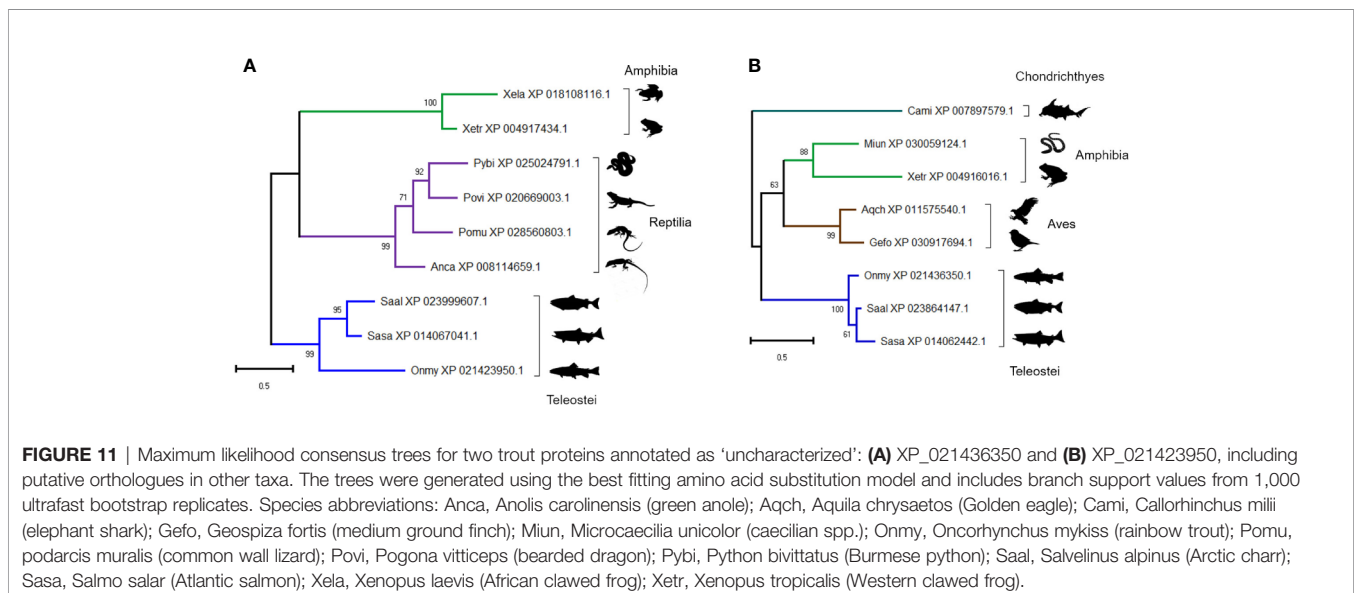 A
Amphibia
100
Xela XP 018108116.1
Xetr XP 004917434.1
92
Pybi XP 025024791.1
71
Povi XP 020669003.1
Reptilia
Pomu XP 028560803.1
99
Anca XP 008114659.1
95
Saal XP 023999607.1
Sasa XP 014067041.1
99
Onmy XP 021423950.1
0.5
Teleostei
B
Chondrichthyes
Cami XP 007897579.1
88
Miun XP 030059124.1
Amphibia
Xetr XP 004916016.1
63
Aqch XP 011575540.1
Aves
99
Gefo XP 030917694.1
Onmy XP 021436350.1
100
Saal XP 023864147.1
61
Sasa XP 014062442.1
0.5
Teleostei
FIGURE 11 | Maximum likelihood consensus trees for two trout proteins annotated as ‘uncharacterized’: (A) XP_021436350 and (B) XP_021423950, including
putative orthologues in other taxa. The trees were generated using the best fitting amino acid substitution model and includes branch support values from 1,000
ultrafast bootstrap replicates. Species abbreviations: Anca, Anolis carolinensis (green anole); Aqch, Aquila chrysaetos (Golden eagle); Cami, Callorhinchus milii
(elephant shark); Gefo, Geospiza fortis (medium ground finch); Miun, Microcaecilia unicolor (caecilian spp.); Onmy, Oncorhynchus mykiss (rainbow trout); Pomu,
podarcis muralis (common wall lizard); Povi, Pogona vitticeps (bearded dragon); Pybi, Python bivittatus (Burmese python); Saal, Salvelinus alpinus (Arctic charr);
Sasa, Salmo salar (Atlantic salmon); Xela, Xenopus laevis (African clawed frog); Xetr, Xenopus tropicalis (Western clawed frog).